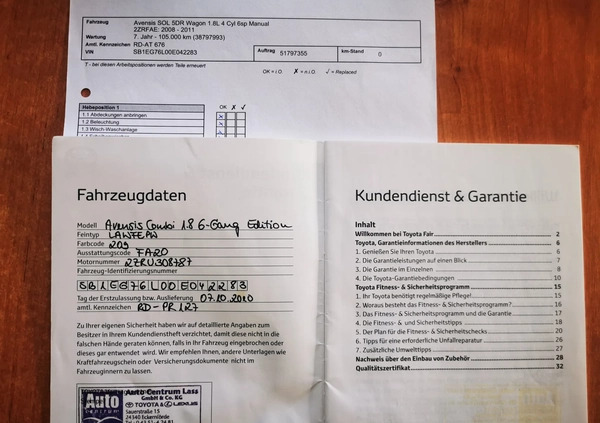 Fahrzeug Avensis SOL 5DR Wagon 1.8L 4 Cyl 6sp Manual
2ZRFAE: 2008 - 2011
Wartung 7. Jahr - 105.000 km (38797993)
Amtl. Kennzeichen RD-AT 676
VIN SB1EG76L00E042283
Auftrag 51797355 km-Stand 0
T - bei diesen Arbeitspositionen werden Teile erneuert
OK = i.O. ✗ = n.i.O. ✓ = Replaced
Hebeposition 1 OK ✗ ✓
1.1 Abdeckungen anbringen
1.2 Beleuchtung
1.3 Wisch-Waschanlage
Fahrzeugdaten
Modell Avensis Combi 1.8 6-Gang Edition
Farbcode 209
Ausstattungscode FA20
Motornummer 2ZRU308787
Fahrzeug-Identifizierungsnummer
SB1EG76L00E042283
Tag der Erstzulassung bzw. Auslieferung 07.10.2010
amtl. Kennzeichen RD-PR 127
Zu Ihrer eigenen Sicherheit haben wir auf detaillierte Angaben zum
Besitzer in Ihrem Kundendienstheft verzichtet, damit diese nicht in die
falschen Hände geraten können, falls in Ihr Fahrzeug eingebrochen oder
dieses gar entwendet wird. Wir empfehlen Ihnen, andere Unterlagen wie
Kraftfahrzeugschein oder Versicherungsdokumente nicht im
Fahrzeuginnern zu lassen.
Auto
CENTRUM
Auto Centrum Lass
GmbH & Co. KG
TOYOTA & LEXUS
Sauerstraße 15
24340 Eckernförde
Kundendienst & Garantie
Inhalt
Willkommen bei Toyota Fair 2
Toyota, Garantieinformationen des Herstellers 6
1. Genießen Sie Ihren Toyota 6
2. Die Garantieleistungen auf einen Blick 7
3. Die Garantie im Einzelnen 8
4. Die Toyota-Garantiebedingungen 10
Toyota Fitness- & Sicherheitsprogramm 15
1. Ihr Toyota benötigt regelmäßige Pflege! 15
2. Woraus besteht das Fitness- & Sicherheitsprogramm? 16
3. Das Fitness- & Sicherheitsprogramm und die Garantie 17
4. Die Fitness- & und Sicherheitstipps 18
5. Der Plan für die Fitness- & Sicherheitschecks 20
6. Tipps für eine erforderliche Unfallreparatur 26
7. Zusätzliche Umwelttipps 27
Nachweis über den Einbau von Zubehör 28
Qualitätszertifikat 32